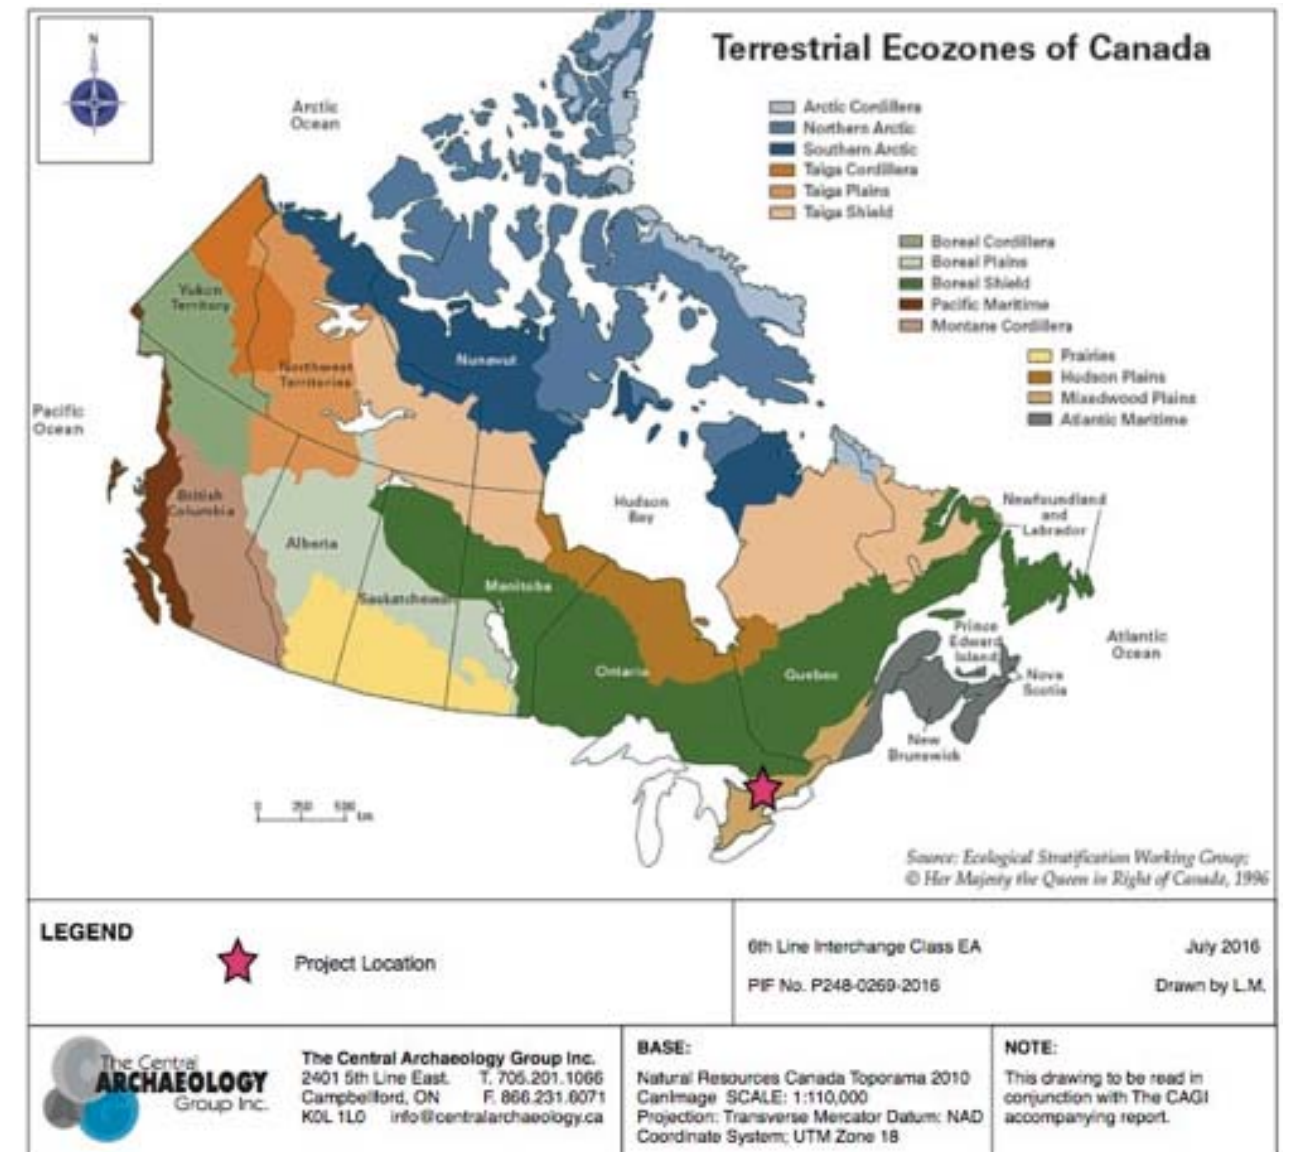 N
Terrestrial Ecozones of Canada
Arctic
Ocean
Arctic Cordillera
Northern Arctic
Southern Arctic
Taiga Cordillera
Taiga Plains
Taiga Shield
Boreal Cordillera
Boreal Plains
Boreal Shield
Pacific Maritime
Montane Cordillera
Prairies
Hudson Plains
Mixedwood Plains
Atlantic Maritime
Yukon
Territory
Northwest
Territories
Nunavut
Pacific
Ocean
British
Columbia
Alberta
Saskatchewan
Manitoba
Hudson
Bay
Ontario
Quebec
Newfoundland
and
Labrador
Prince
Edward
Island
Nova
Scotia
New
Brunswick
Atlantic
Ocean
0 250 500
km
Source: Ecological Stratification Working Group;
© Her Majesty the Queen in Right of Canada, 1996
LEGEND
Project Location
6th Line Interchange Class EA July 2016
PIF No. P248-0269-2016 Drawn by L.M.
The Central
ARCHAEOLOGY
Group Inc.
The Central Archaeology Group Inc.
2401 5th Line East. T. 705.201.1066
Campbellford, ON F. 866.231.6071
K0L 1L0 info@centralarchaeology.ca
BASE:
Natural Resources Canada Toporama 2010
CanImage SCALE: 1:110,000
Projection: Transverse Mercator Datum: NAD
Coordinate System; UTM Zone 18
NOTE:
This drawing to be read in
conjunction with The CAGI
accompanying report.